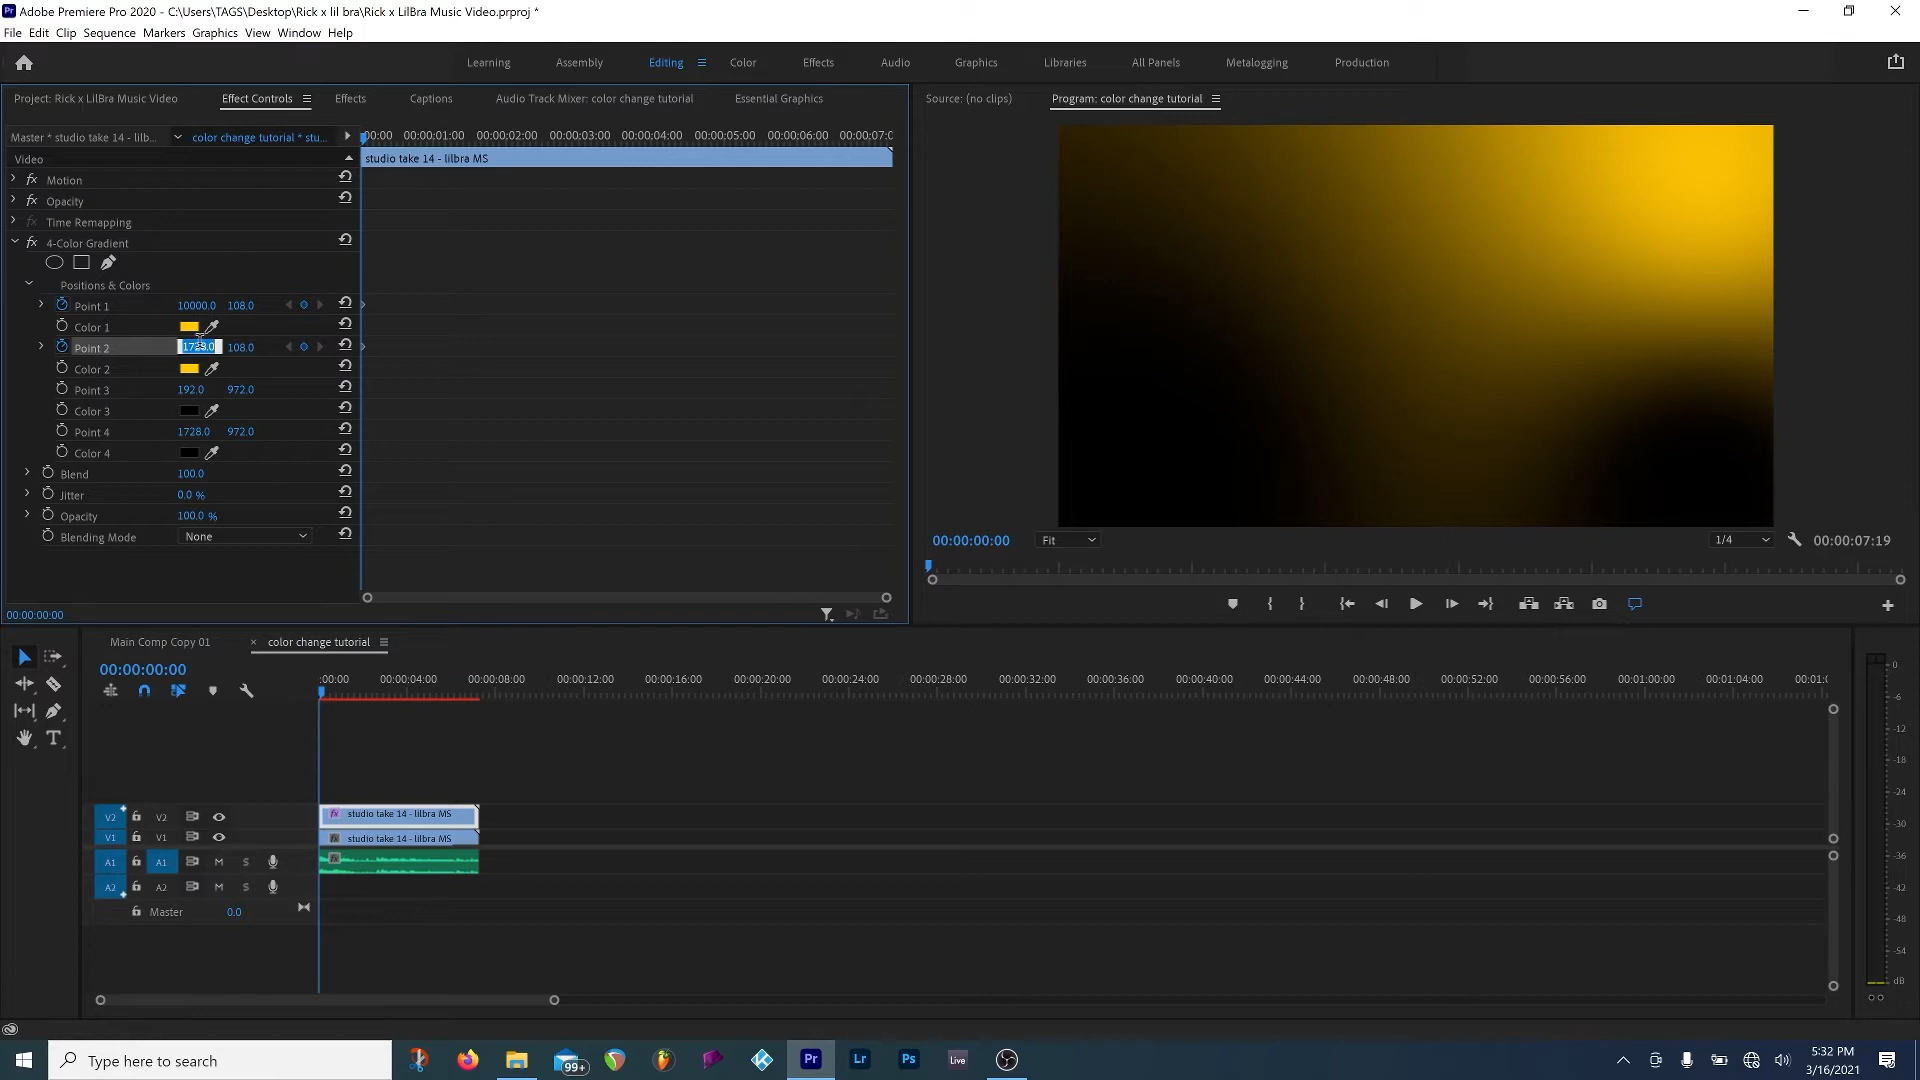 Adobe Premiere Pro 2020 - C:\Users\TAGS\Desktop\Rick x lil bra\Rick x LilBra Music Video.prproj *
File Edit Clip Sequence Markers Graphics View Window Help
Learning Assembly Editing Color Effects Audio Graphics Libraries All Panels Metalogging Production
Project: Rick x LilBra Music Video Effect Controls Effects Captions Audio Track Mixer: color change tutorial Essential Graphics Source: (no clips) Program: color change tutorial
Master * studio take 14 - lilb... color change tutorial * stu... :00:00 00:00:01:00 00:00:02:00 00:00:03:00 00:00:04:00 00:00:05:00 00:00:06:00 00:00:07:0
Video studio take 14 - lilbra MS
fx Motion
fx Opacity
fx Time Remapping
fx 4-Color Gradient
Positions & Colors
Point 1 10000.0 108.0
Color 1
Point 2 1728.0 108.0
Color 2
Point 3 192.0 972.0
Color 3
Point 4 1728.0 972.0
Color 4
Blend 100.0
Jitter 0.0 %
Opacity 100.0 %
Blending Mode None
00:00:00:00 Fit 1/4 00:00:07:19
00:00:00:00
Main Comp Copy 01 × color change tutorial
00:00:00:00
:00:00 00:00:04:00 00:00:08:00 00:00:12:00 00:00:16:00 00:00:20:00 00:00:24:00 00:00:28:00 00:00:32:00 00:00:36:00 00:00:40:00 00:00:44:00 00:00:48:00 00:00:52:00 00:00:56:00 00:01:00:00 00:01:04:00 00:01:0
V2 V2 fx studio take 14 - lilbra MS
V1 V1 fx studio take 14 - lilbra MS
A1 A1 M S fx
A2 A2 M S
Master 0.0
0
-6
-12
-18
-24
-30
-36
-42
-48
-54
dB
Type here to search 99+ Pr Lr Ps Live
5:32 PM
3/16/2021